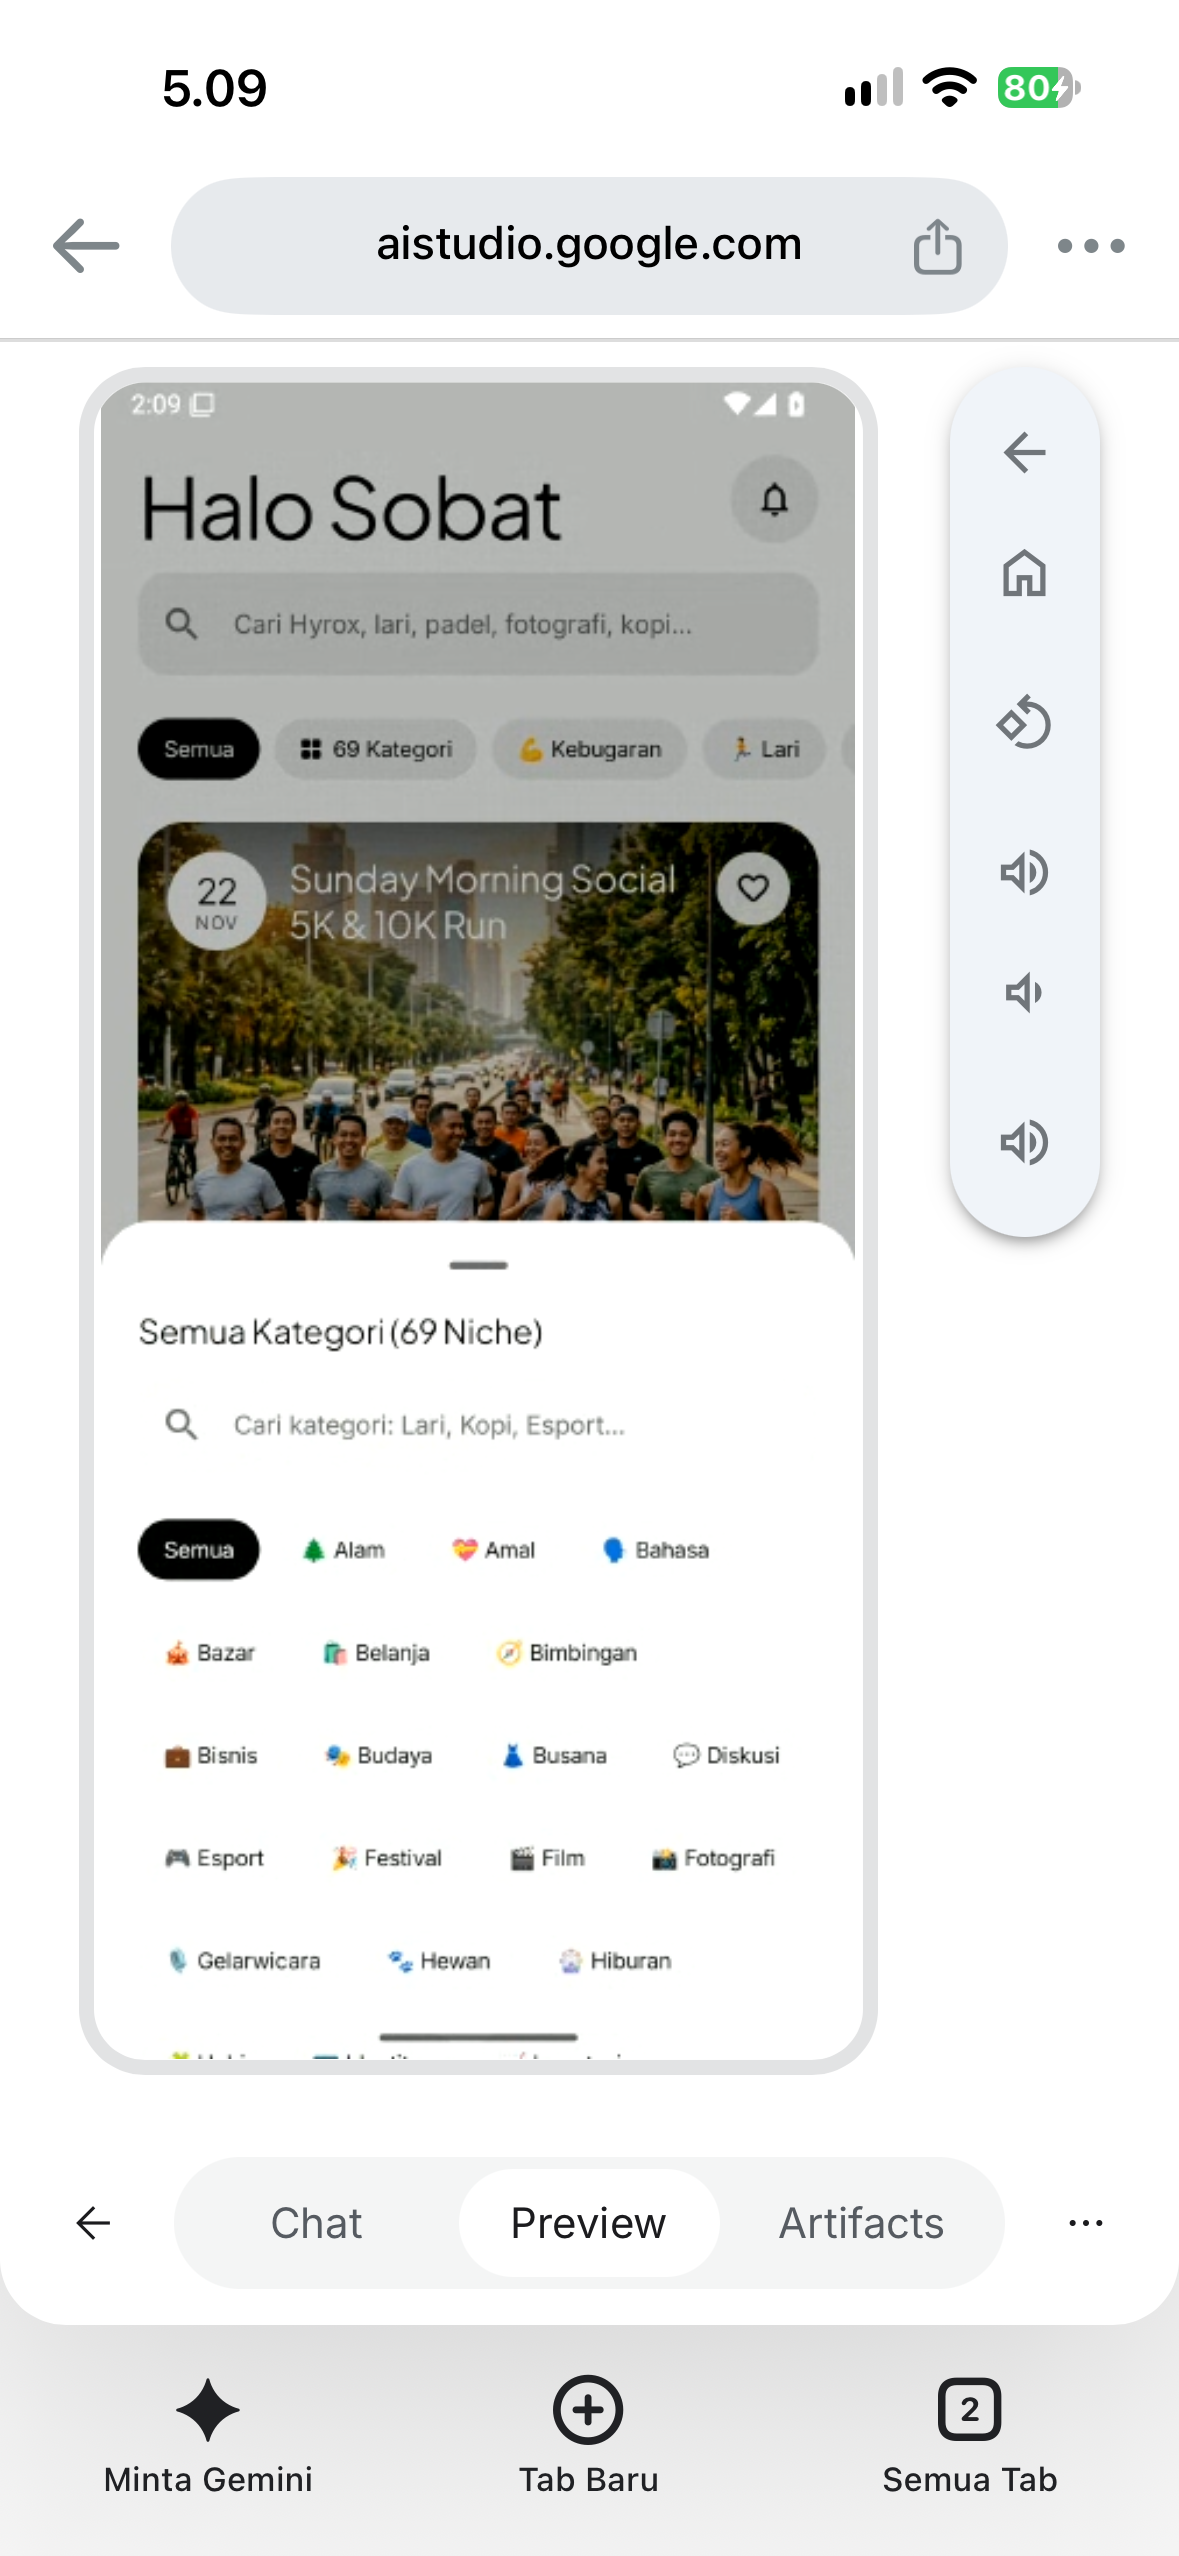 5.09
80
aistudio.google.com
2:09
Halo Sobat
Cari Hyrox, lari, padel, fotografi, kopi...
Semua
69 Kategori
Kebugaran
Lari
22
NOV
Sunday Morning Social
5K & 10K Run
Semua Kategori (69 Niche)
Cari kategori: Lari, Kopi, Esport...
Semua
Alam
Amal
Bahasa
Bazar
Belanja
Bimbingan
Bisnis
Budaya
Busana
Diskusi
Esport
Festival
Film
Fotografi
Gelarwicara
Hewan
Hiburan
Chat
Preview
Artifacts
Minta Gemini
Tab Baru
2
Semua Tab